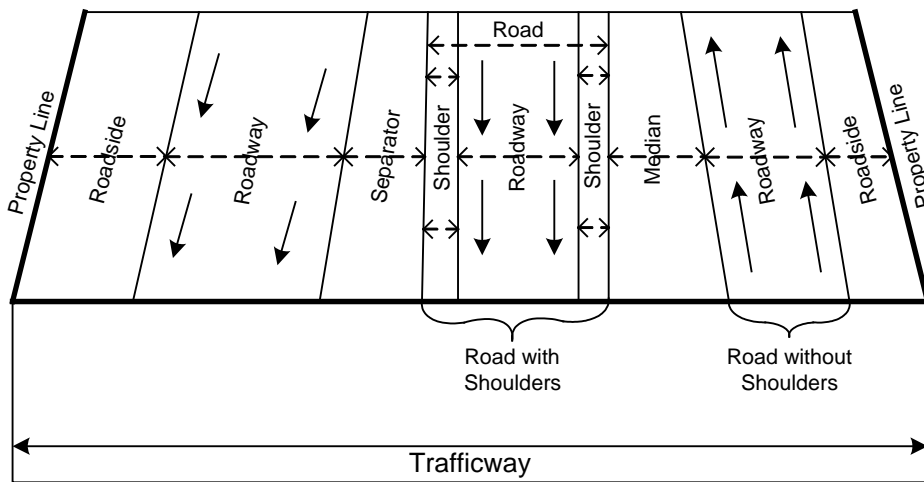 Road
Property Line
Roadside
Roadway
Separator
Shoulder
Roadway
Shoulder
Median
Roadway
Roadside
Property Line
Road with
Shoulders
Road without
Shoulders
Trafficway